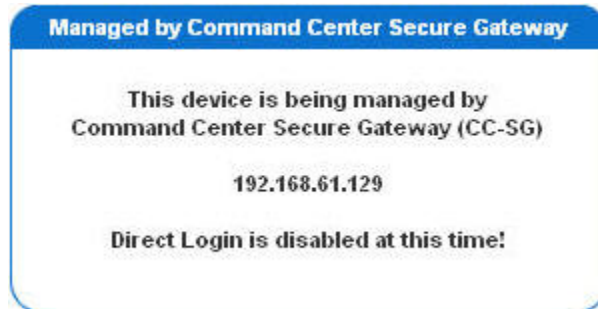 Managed by Command Center Secure Gateway
This device is being managed by
Command Center Secure Gateway (CC-SG)
192.168.61.129
Direct Login is disabled at this time!